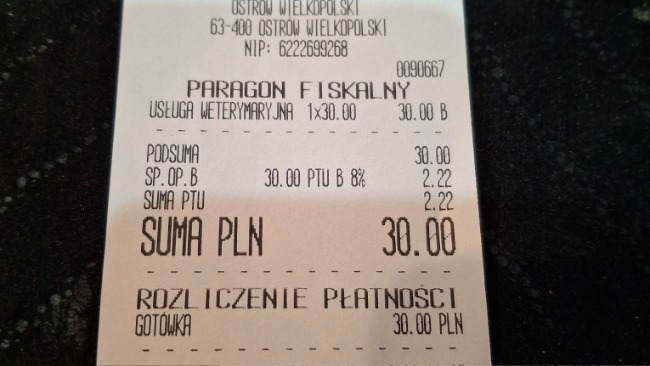 OSTRÓW WIELKOPOLSKI
63-400 OSTRÓW WIELKOPOLSKI
NIP: 6222699268
0090667
PARAGON FISKALNY
USŁUGA WETERYMARYJNA 1x30.00 30.00 B
PODSUMA 30.00
SP.OP.B 30.00 PTU B 8% 2.22
SUMA PTU 2.22
SUMA PLN 30.00
ROZLICZENIE PŁATNOŚCI
GOTÓWKA 30.00 PLN